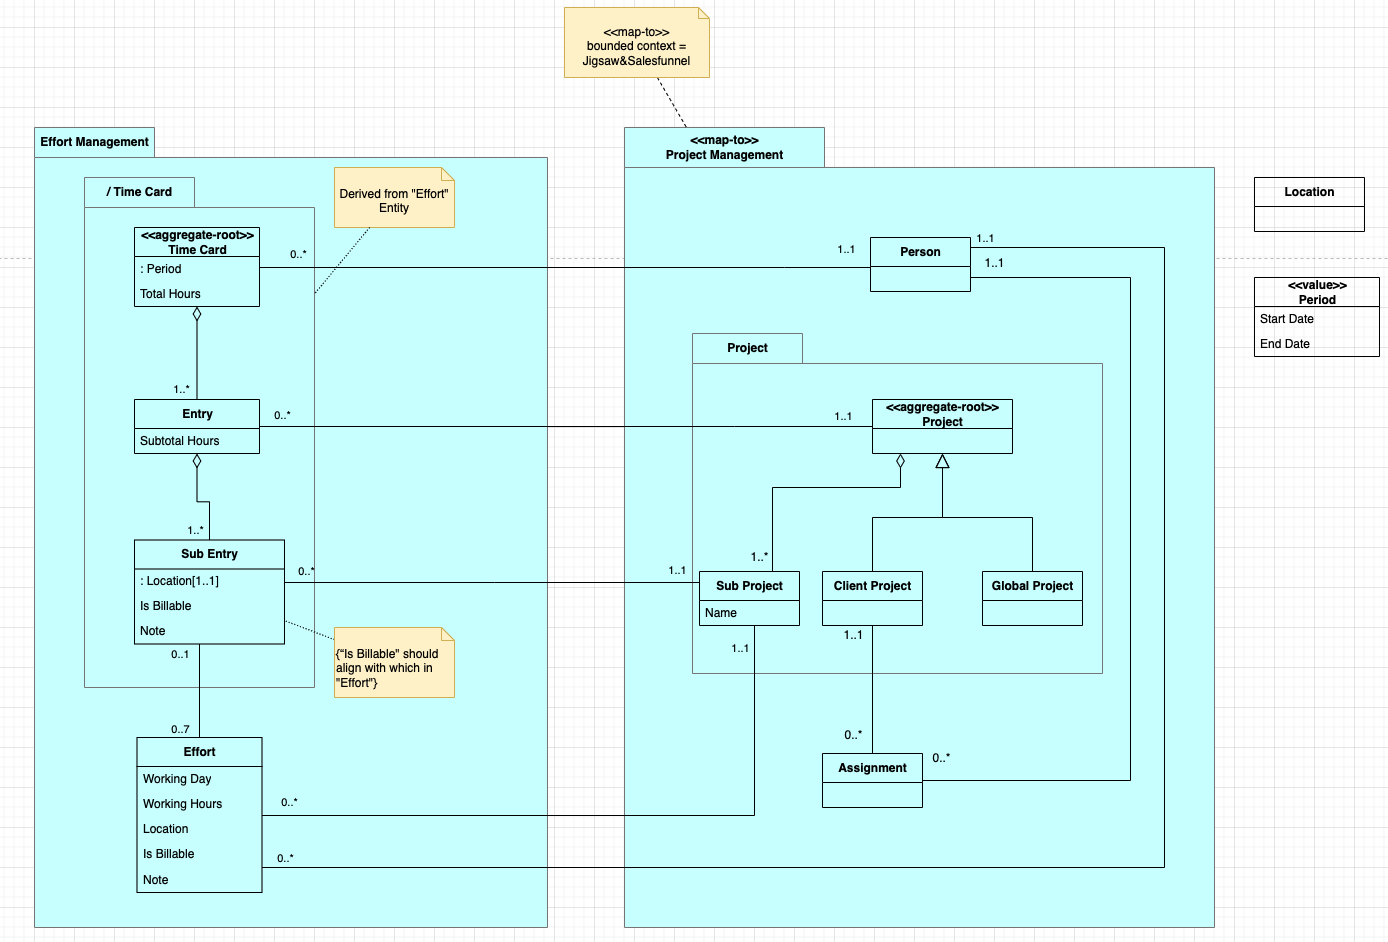 <<map-to>>
bounded context =
Jigsaw&Salesfunnel
Effort Management
<<map-to>>
Project Management
/ Time Card
Derived from "Effort"
Entity
Location
<<aggregate-root>>
Time Card
: Period
Total Hours
0..*
1..1
Person
1..1
1..1
<<value>>
Period
Start Date
End Date
Project
1..*
Entry
Subtotal Hours
0..*
1..1
<<aggregate-root>>
Project
1..*
Sub Entry
: Location[1..1]
Is Billable
Note
0..*
1..1
1..*
Sub Project
Name
Client Project
Global Project
{“Is Billable" should
align with which in
"Effort"}
0..1
1..1
1..1
0..7
Effort
Working Day
Working Hours
Location
Is Billable
Note
0..*
0..*
0..*
Assignment
0..*